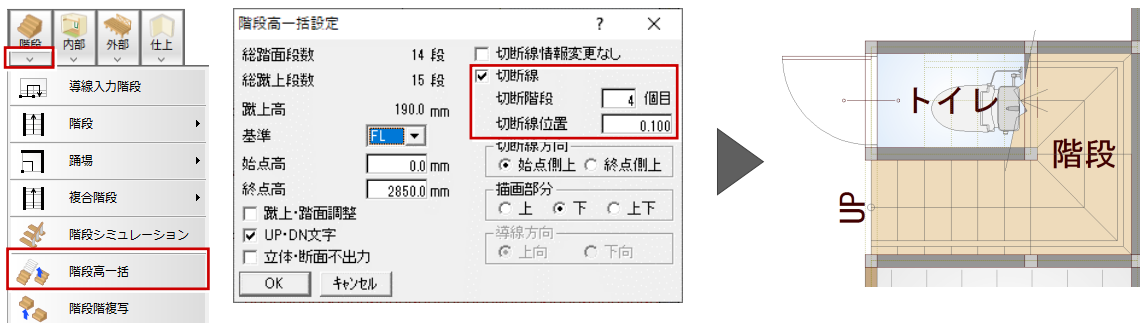 階段
内部
外部
仕上
導線入力階段
階段
踊場
複合階段
階段シミュレーション
階段高一括
階段階複写
階段高一括設定
?
総踏面段数 14 段
総蹴上段数 15 段
蹴上高 190.0 mm
基準 FL
始点高 0.0 mm
終点高 2850.0 mm
蹴上・踏面調整
UP・DN文字
立体・断面不出力
OK
キャンセル
切断線情報変更なし
切断線
切断階段 4 個目
切断線位置 0.100
切断線方向
始点側上 終点側上
描画部分
上 下 上下
導線方向
上向 下向
トイレ
階段
UP